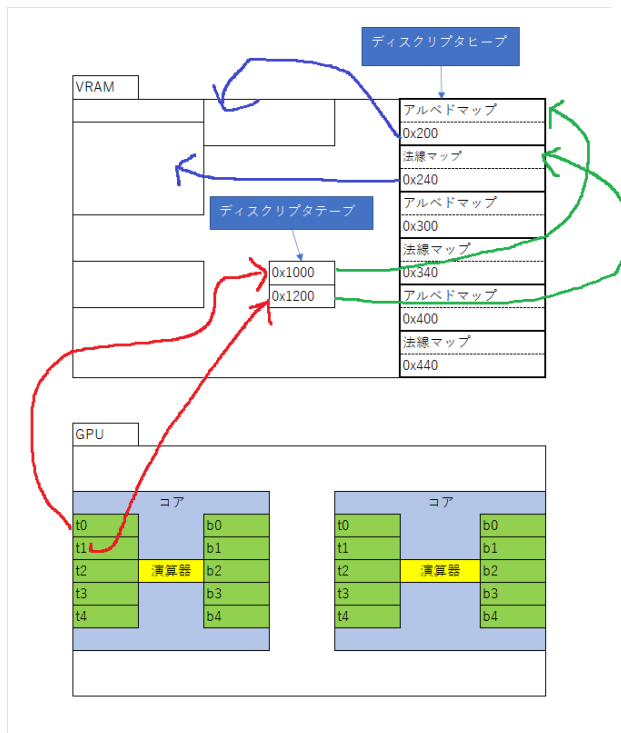 ディスクリプタヒープ
VRAM
アルベドマップ
0x200
法線マップ
0x240
アルベドマップ
0x300
法線マップ
0x340
アルベドマップ
0x400
法線マップ
0x440
ディスクリプタテーブ
0x1000
0x1200
GPU
コア
t0
b0
t1
b1
t2
演算器
b2
t3
b3
t4
b4
コア
t0
b0
t1
b1
t2
演算器
b2
t3
b3
t4
b4